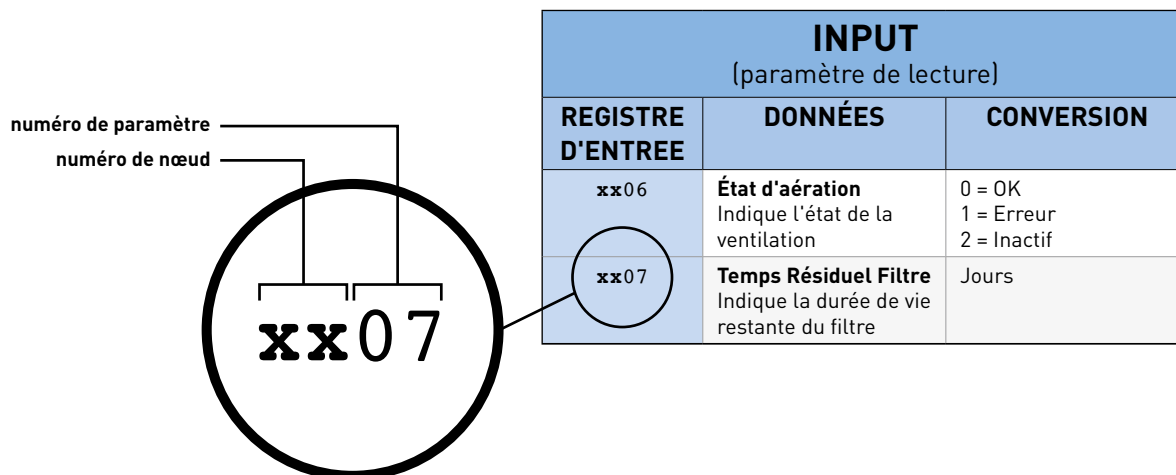 numéro de paramètre
numéro de nœud
xx07
INPUT
(paramètre de lecture)
REGISTRE
D'ENTREE
DONNÉES
CONVERSION
xx06
État d'aération
Indique l'état de la
ventilation
0 = OK
1 = Erreur
2 = Inactif
xx07
Temps Résiduel Filtre
Indique la durée de vie
restante du filtre
Jours